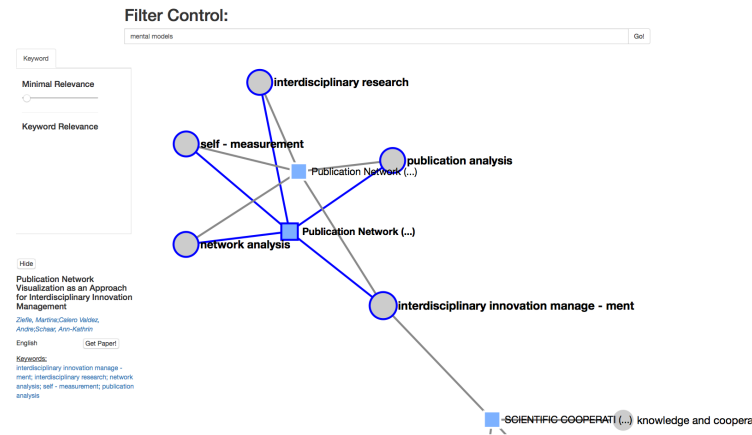 Filter Control:
mental models
Go!
Keyword
Minimal Relevance
Keyword Relevance
interdisciplinary research
self - measurement
publication analysis
Publication Network (...)
Publication Network (...)
network analysis
interdisciplinary innovation manage - ment
SCIENTIFIC COOPERATI (...)
knowledge and coopera
Hide
Publication Network
Visualization as an Approach
for Interdisciplinary Innovation
Management
Ziefle, Martina;Calero Valdez,
Andre;Schaar, Ann-Kathrin
English
Get Paper!
Keywords:
interdisciplinary innovation manage -
ment; interdisciplinary research; network
analysis; self - measurement; publication
analysis